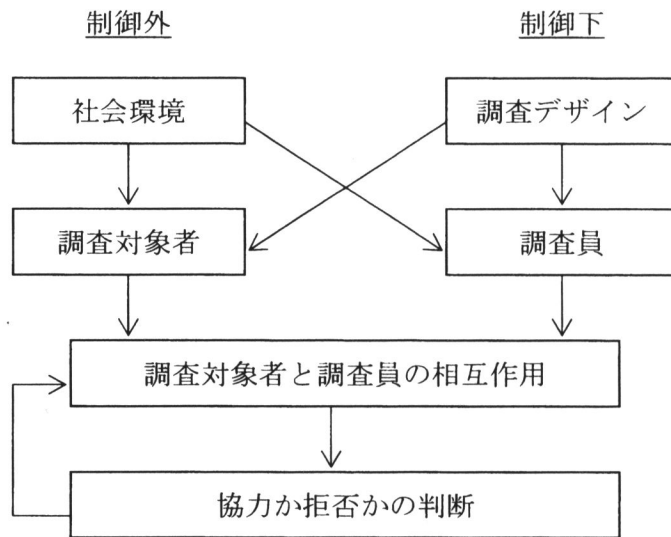 制御外
制御下
社会環境
調査デザイン
調査対象者
調査員
調査対象者と調査員の相互作用
協力か拒否かの判断